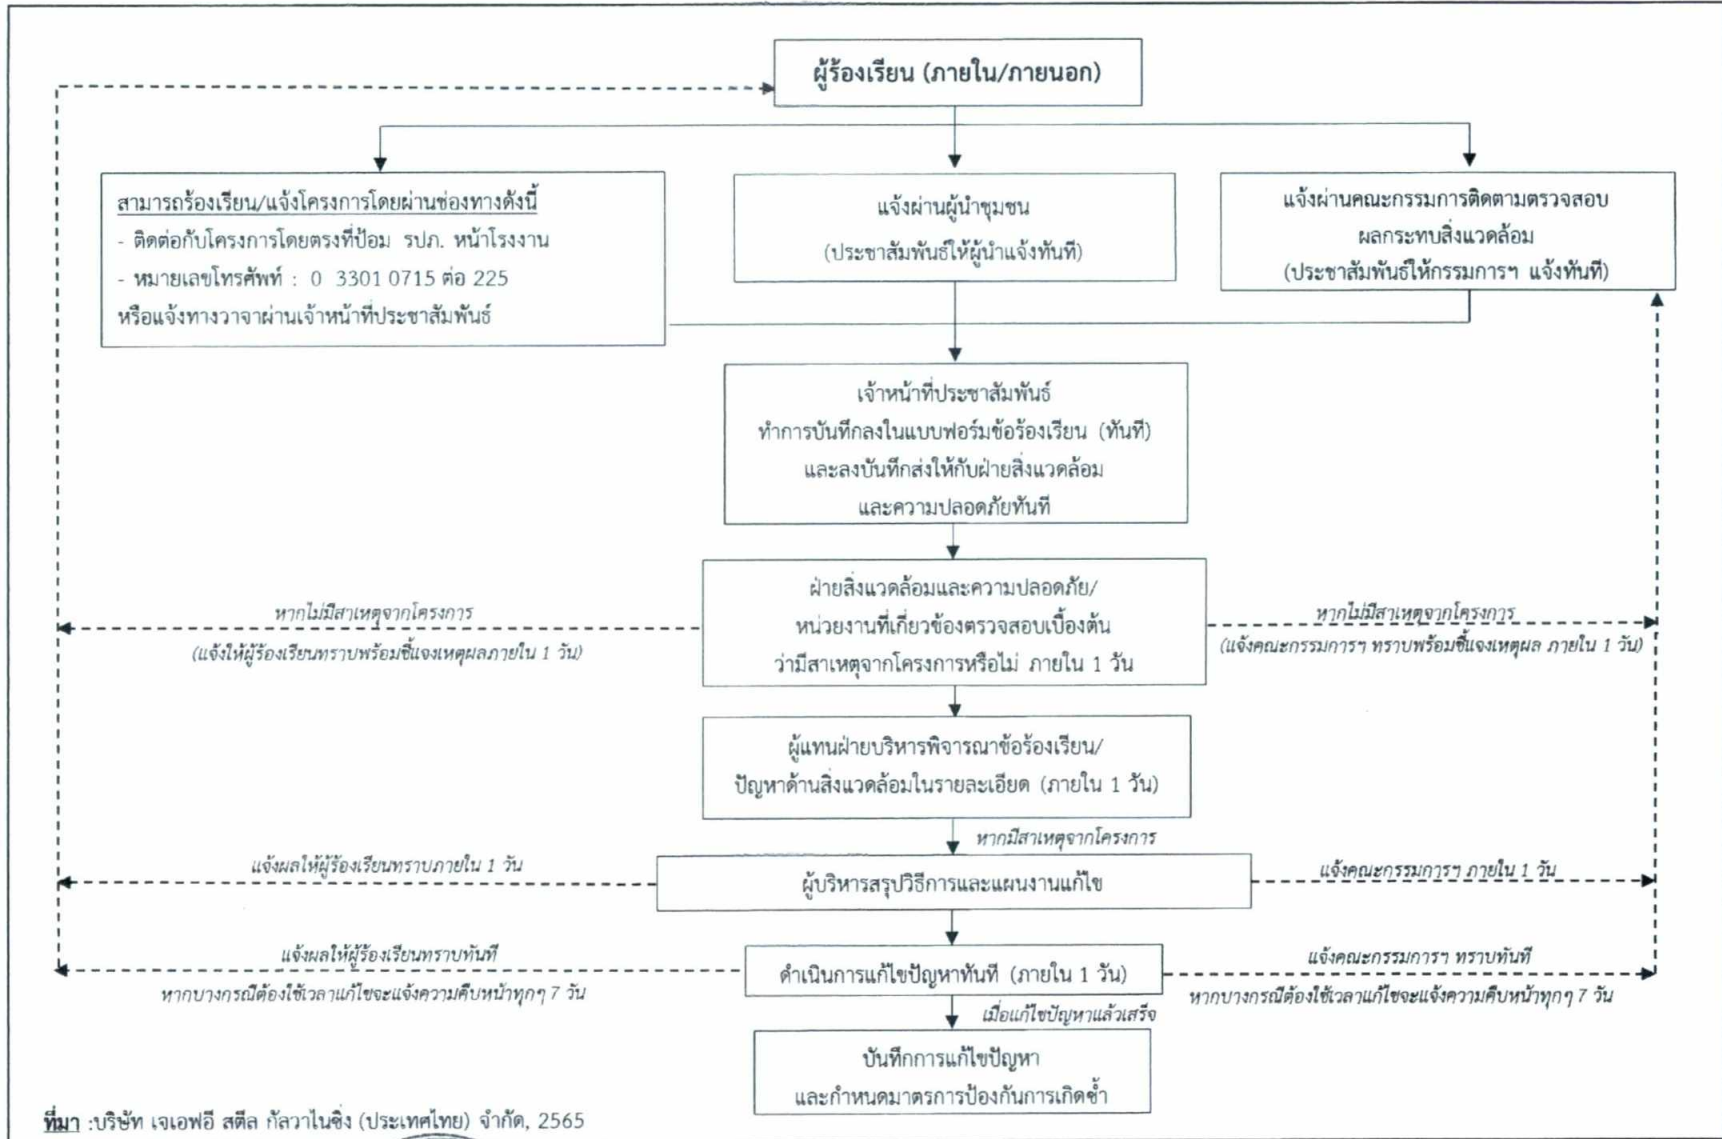 ผู้ร้องเรียน (ภายใน/ภายนอก)
สามารถร้องเรียน/แจ้งโครงการโดยผ่านช่องทางดังนี้
- ติดต่อกับโครงการโดยตรงที่ป้อม รปภ. หน้าโรงงาน
- หมายเลขโทรศัพท์ : 0 3301 0715 ต่อ 225
หรือแจ้งทางวาจาผ่านเจ้าหน้าที่ประชาสัมพันธ์
แจ้งผ่านผู้นำชุมชน
(ประชาสัมพันธ์ให้ผู้นำแจ้งทันที)
แจ้งผ่านคณะกรรมการติดตามตรวจสอบ
ผลกระทบสิ่งแวดล้อม
(ประชาสัมพันธ์ให้กรรมการฯ แจ้งทันที)
เจ้าหน้าที่ประชาสัมพันธ์
ทำการบันทึกลงในแบบฟอร์มข้อร้องเรียน (ทันที)
และลงบันทึกส่งให้กับฝ่ายสิ่งแวดล้อม
และความปลอดภัยทันที
ฝ่ายสิ่งแวดล้อมและความปลอดภัย/
หน่วยงานที่เกี่ยวข้องตรวจสอบเบื้องต้น
ว่ามีสาเหตุจากโครงการหรือไม่ ภายใน 1 วัน
หากไม่มีสาเหตุจากโครงการ
(แจ้งให้ผู้ร้องเรียนทราบพร้อมชี้แจงเหตุผลภายใน 1 วัน)
หากไม่มีสาเหตุจากโครงการ
(แจ้งคณะกรรมการฯ ทราบพร้อมชี้แจงเหตุผล ภายใน 1 วัน)
ผู้แทนฝ่ายบริหารพิจารณาข้อร้องเรียน/
ปัญหาด้านสิ่งแวดล้อมในรายละเอียด (ภายใน 1 วัน)
หากมีสาเหตุจากโครงการ
แจ้งผลให้ผู้ร้องเรียนทราบภายใน 1 วัน
ผู้บริหารสรุปวิธีการและแผนงานแก้ไข
แจ้งคณะกรรมการฯ ภายใน 1 วัน
แจ้งผลให้ผู้ร้องเรียนทราบทันที
หากบางกรณีต้องใช้เวลาแก้ไขจะแจ้งความคืบหน้าทุกๆ 7 วัน
ดำเนินการแก้ไขปัญหาทันที (ภายใน 1 วัน)
แจ้งคณะกรรมการฯ ทราบทันที
หากบางกรณีต้องใช้เวลาแก้ไขจะแจ้งความคืบหน้าทุกๆ 7 วัน
เมื่อแก้ไขปัญหาแล้วเสร็จ
บันทึกการแก้ไขปัญหา
และกำหนดมาตรการป้องกันการเกิดซ้ำ
ที่มา :บริษัท เจเอฟอี สตีล กัลวาไนซิ่ง (ประเทศไทย) จำกัด, 2565